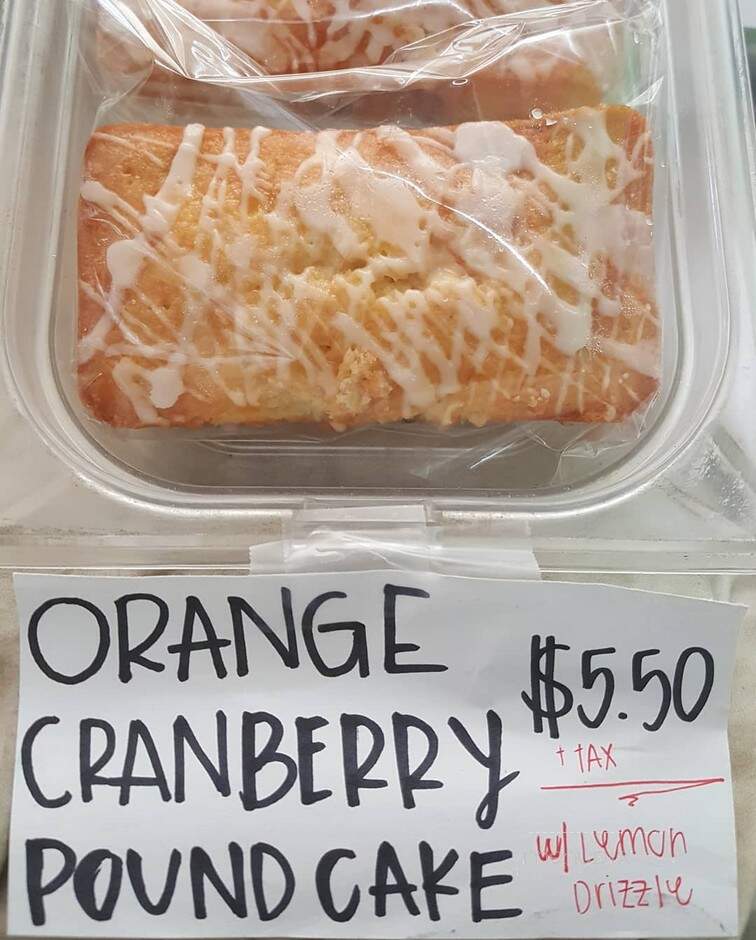 ORANGE
CRANBERRY
POUND CAKE
$5.50
+ tAX
w/ Lemon
Drizzle